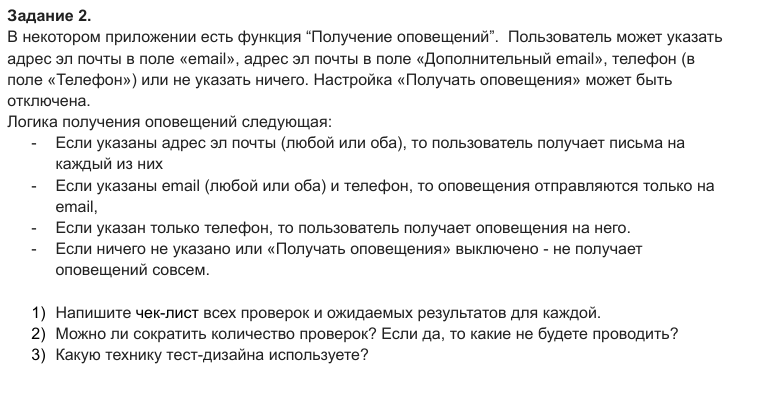 Задание 2.
В некотором приложении есть функция “Получение оповещений”.  Пользователь может указать
адрес эл почты в поле «email», адрес эл почты в поле «Дополнительный email», телефон (в
поле «Телефон») или не указать ничего. Настройка «Получать оповещения» может быть
отключена.
Логика получения оповещений следующая:
- Если указаны адрес эл почты (любой или оба), то пользователь получает письма на
каждый из них
- Если указаны email (любой или оба) и телефон, то оповещения отправляются только на
email,
- Если указан только телефон, то пользователь получает оповещения на него.
- Если ничего не указано или «Получать оповещения» выключено - не получает
оповещений совсем.
1) Напишите чек-лист всех проверок и ожидаемых результатов для каждой.
2) Можно ли сократить количество проверок? Если да, то какие не будете проводить?
3) Какую технику тест-дизайна используете?